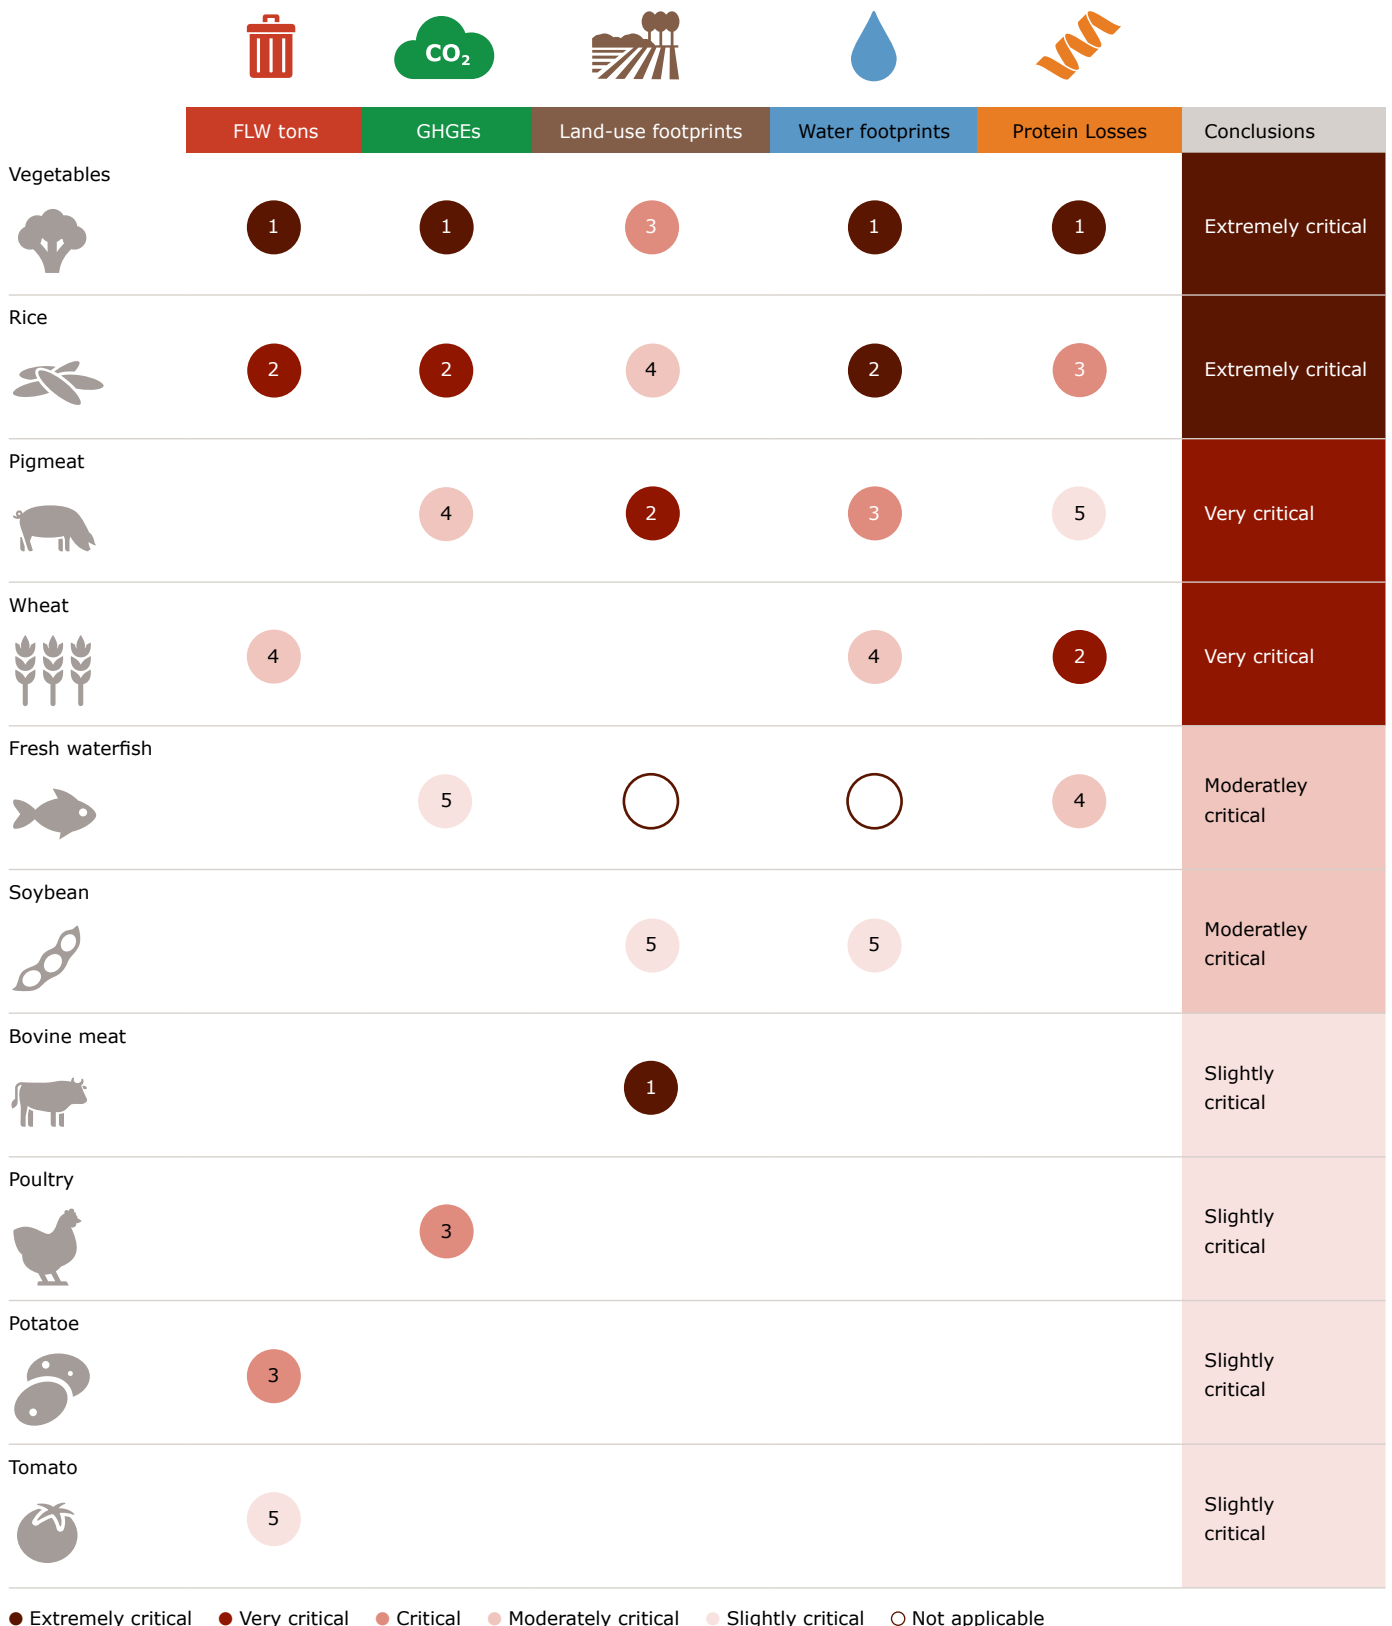 CO₂
FLW tons GHGEs Land-use footprints Water footprints Protein Losses Conclusions
Vegetables
1 1 3 1 1 Extremely critical
Rice
2 2 4 2 3 Extremely critical
Pigmeat
4 2 3 5 Very critical
Wheat
4 4 2 Very critical
Fresh waterfish
5 4 Moderatley
critical
Soybean
5 5 Moderatley
critical
Bovine meat
1 Slightly
critical
Poultry
3 Slightly
critical
Potatoe
3 Slightly
critical
Tomato
5 Slightly
critical
Extremely critical Very critical Critical Moderately critical Slightly critical Not applicable